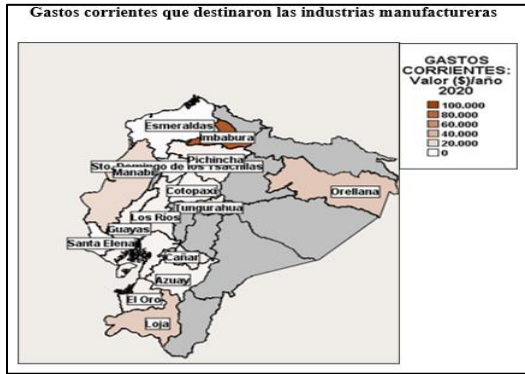 Gastos corrientes que destinaron las industrias manufactureras
GASTOS
CORRIENTES:
Valor ($)/año
2020
100.000
80.000
60.000
40.000
20.000
0
Esmeraldas
Imbabura
Pichincha
Sto. Domingo de los Tsáchilas
Manabí
Cotopaxi
Orellana
Tungurahua
Los Ríos
Guayas
Santa Elena
Cañar
Azuay
El Oro
Loja